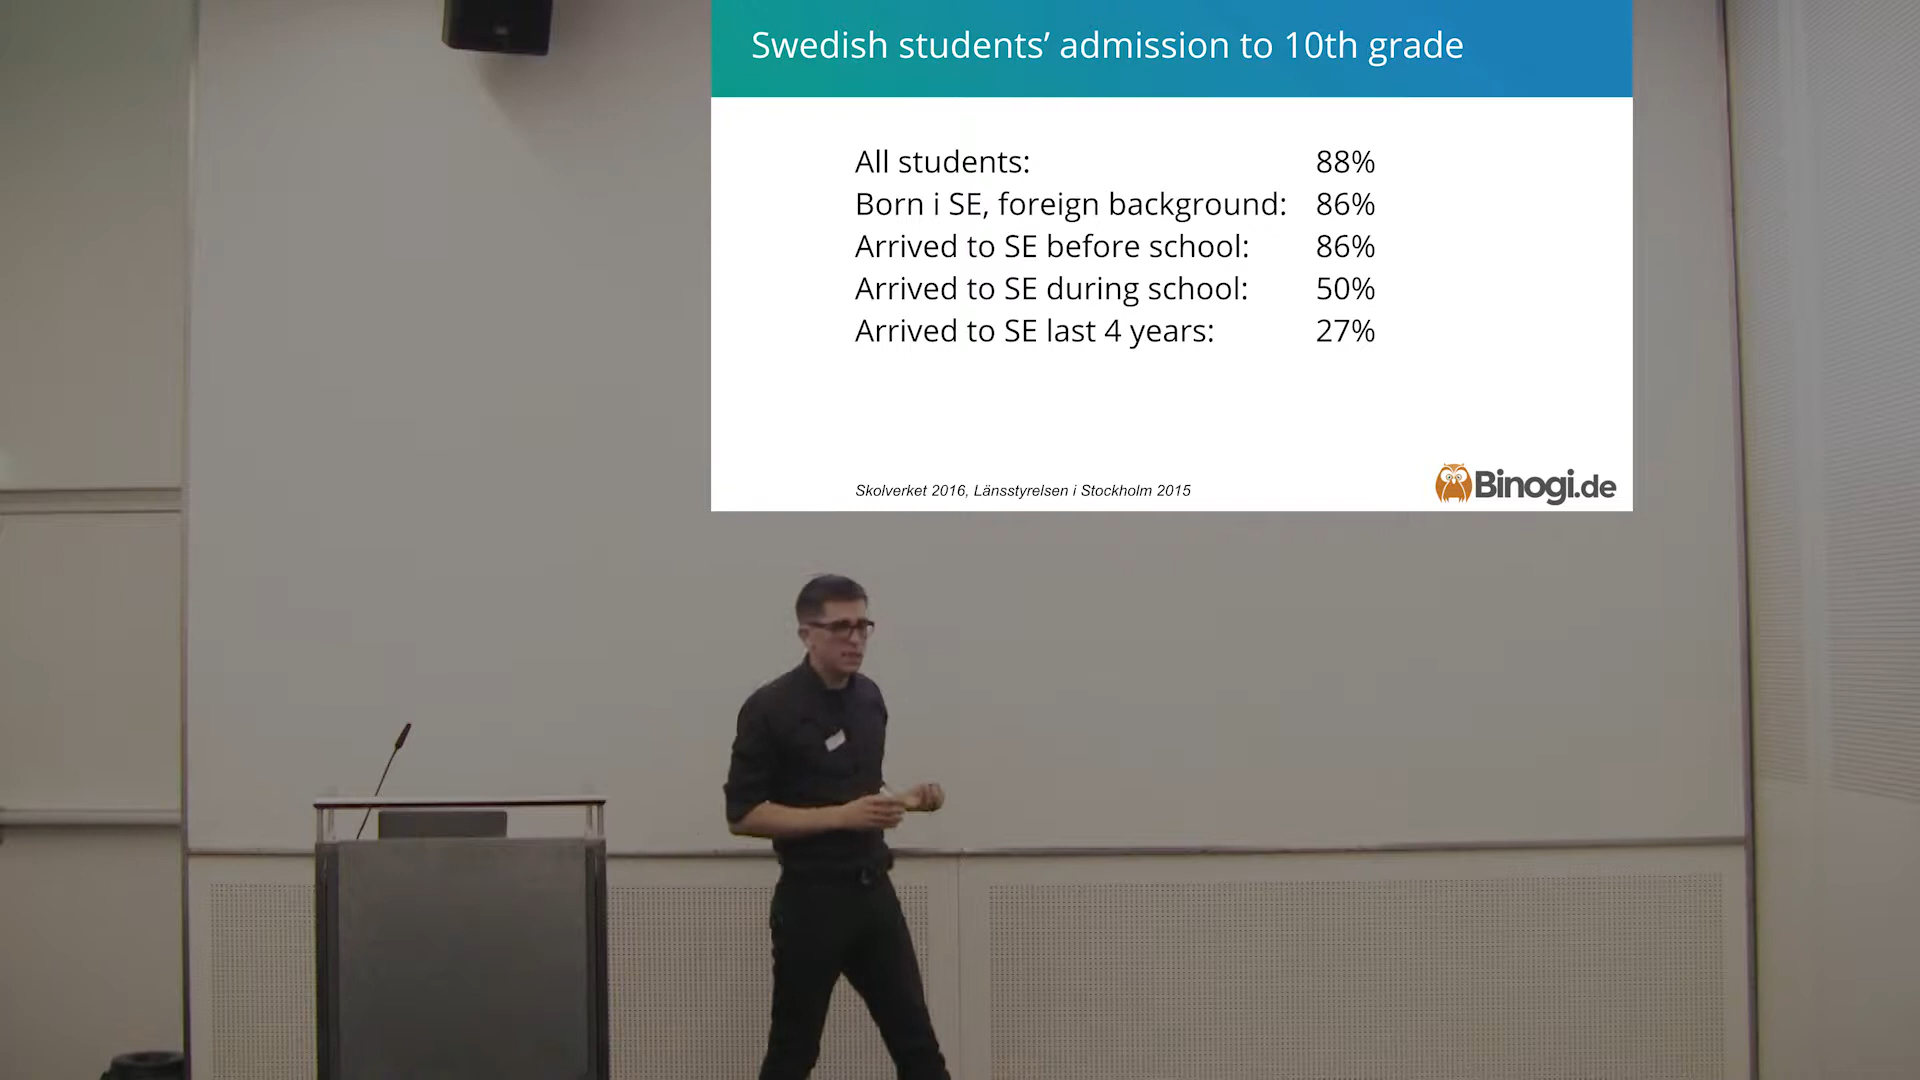 Swedish students’ admission to 10th grade
All students: 88%
Born i SE, foreign background: 86%
Arrived to SE before school: 86%
Arrived to SE during school: 50%
Arrived to SE last 4 years: 27%
Skolverket 2016, Länsstyrelsen i Stockholm 2015
Binogi.de